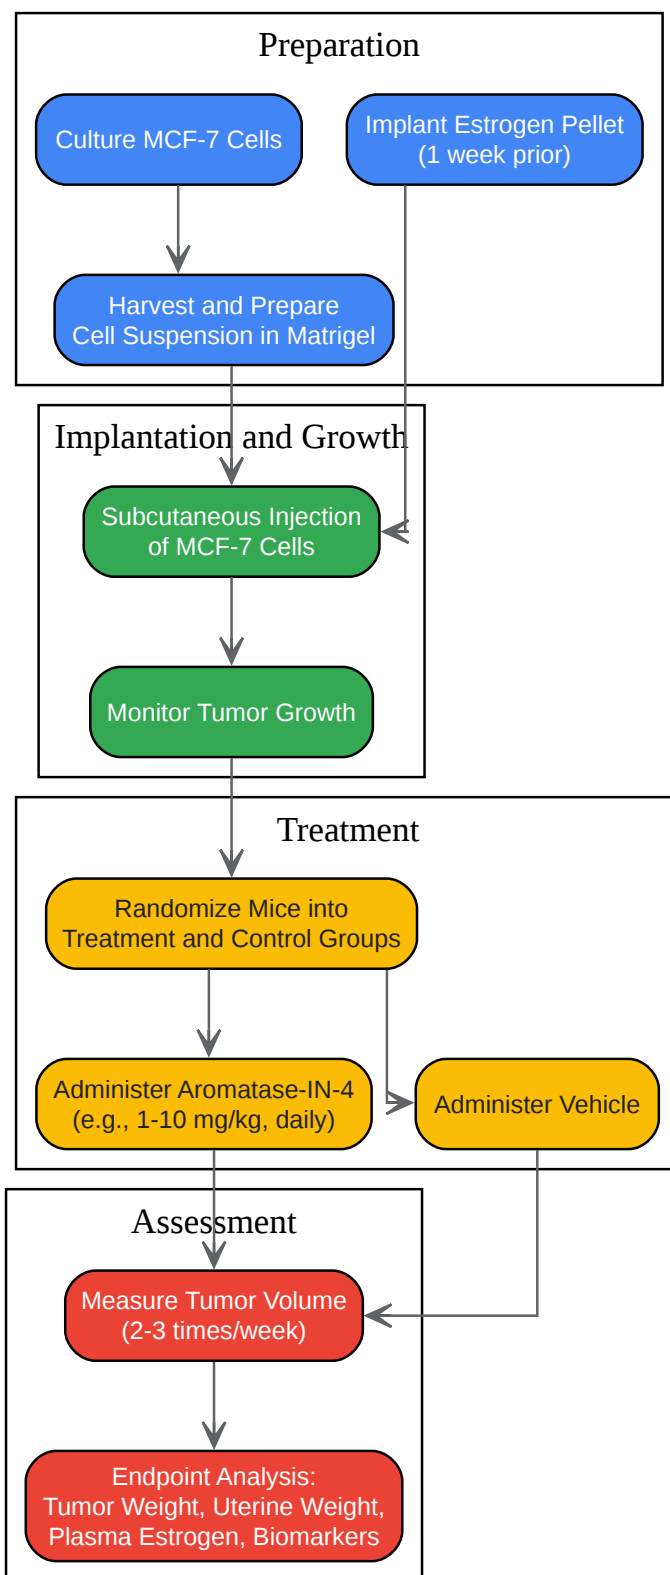 Preparation
Culture MCF-7 Cells
Implant Estrogen Pellet
(1 week prior)
Harvest and Prepare
Cell Suspension in Matrigel
Implantation and Growth
Subcutaneous Injection
of MCF-7 Cells
Monitor Tumor Growth
Treatment
Randomize Mice into
Treatment and Control Groups
Administer Aromatase-IN-4
(e.g., 1-10 mg/kg, daily)
Administer Vehicle
Assessment
Measure Tumor Volume
(2-3 times/week)
Endpoint Analysis:
Tumor Weight, Uterine Weight,
Plasma Estrogen, Biomarkers